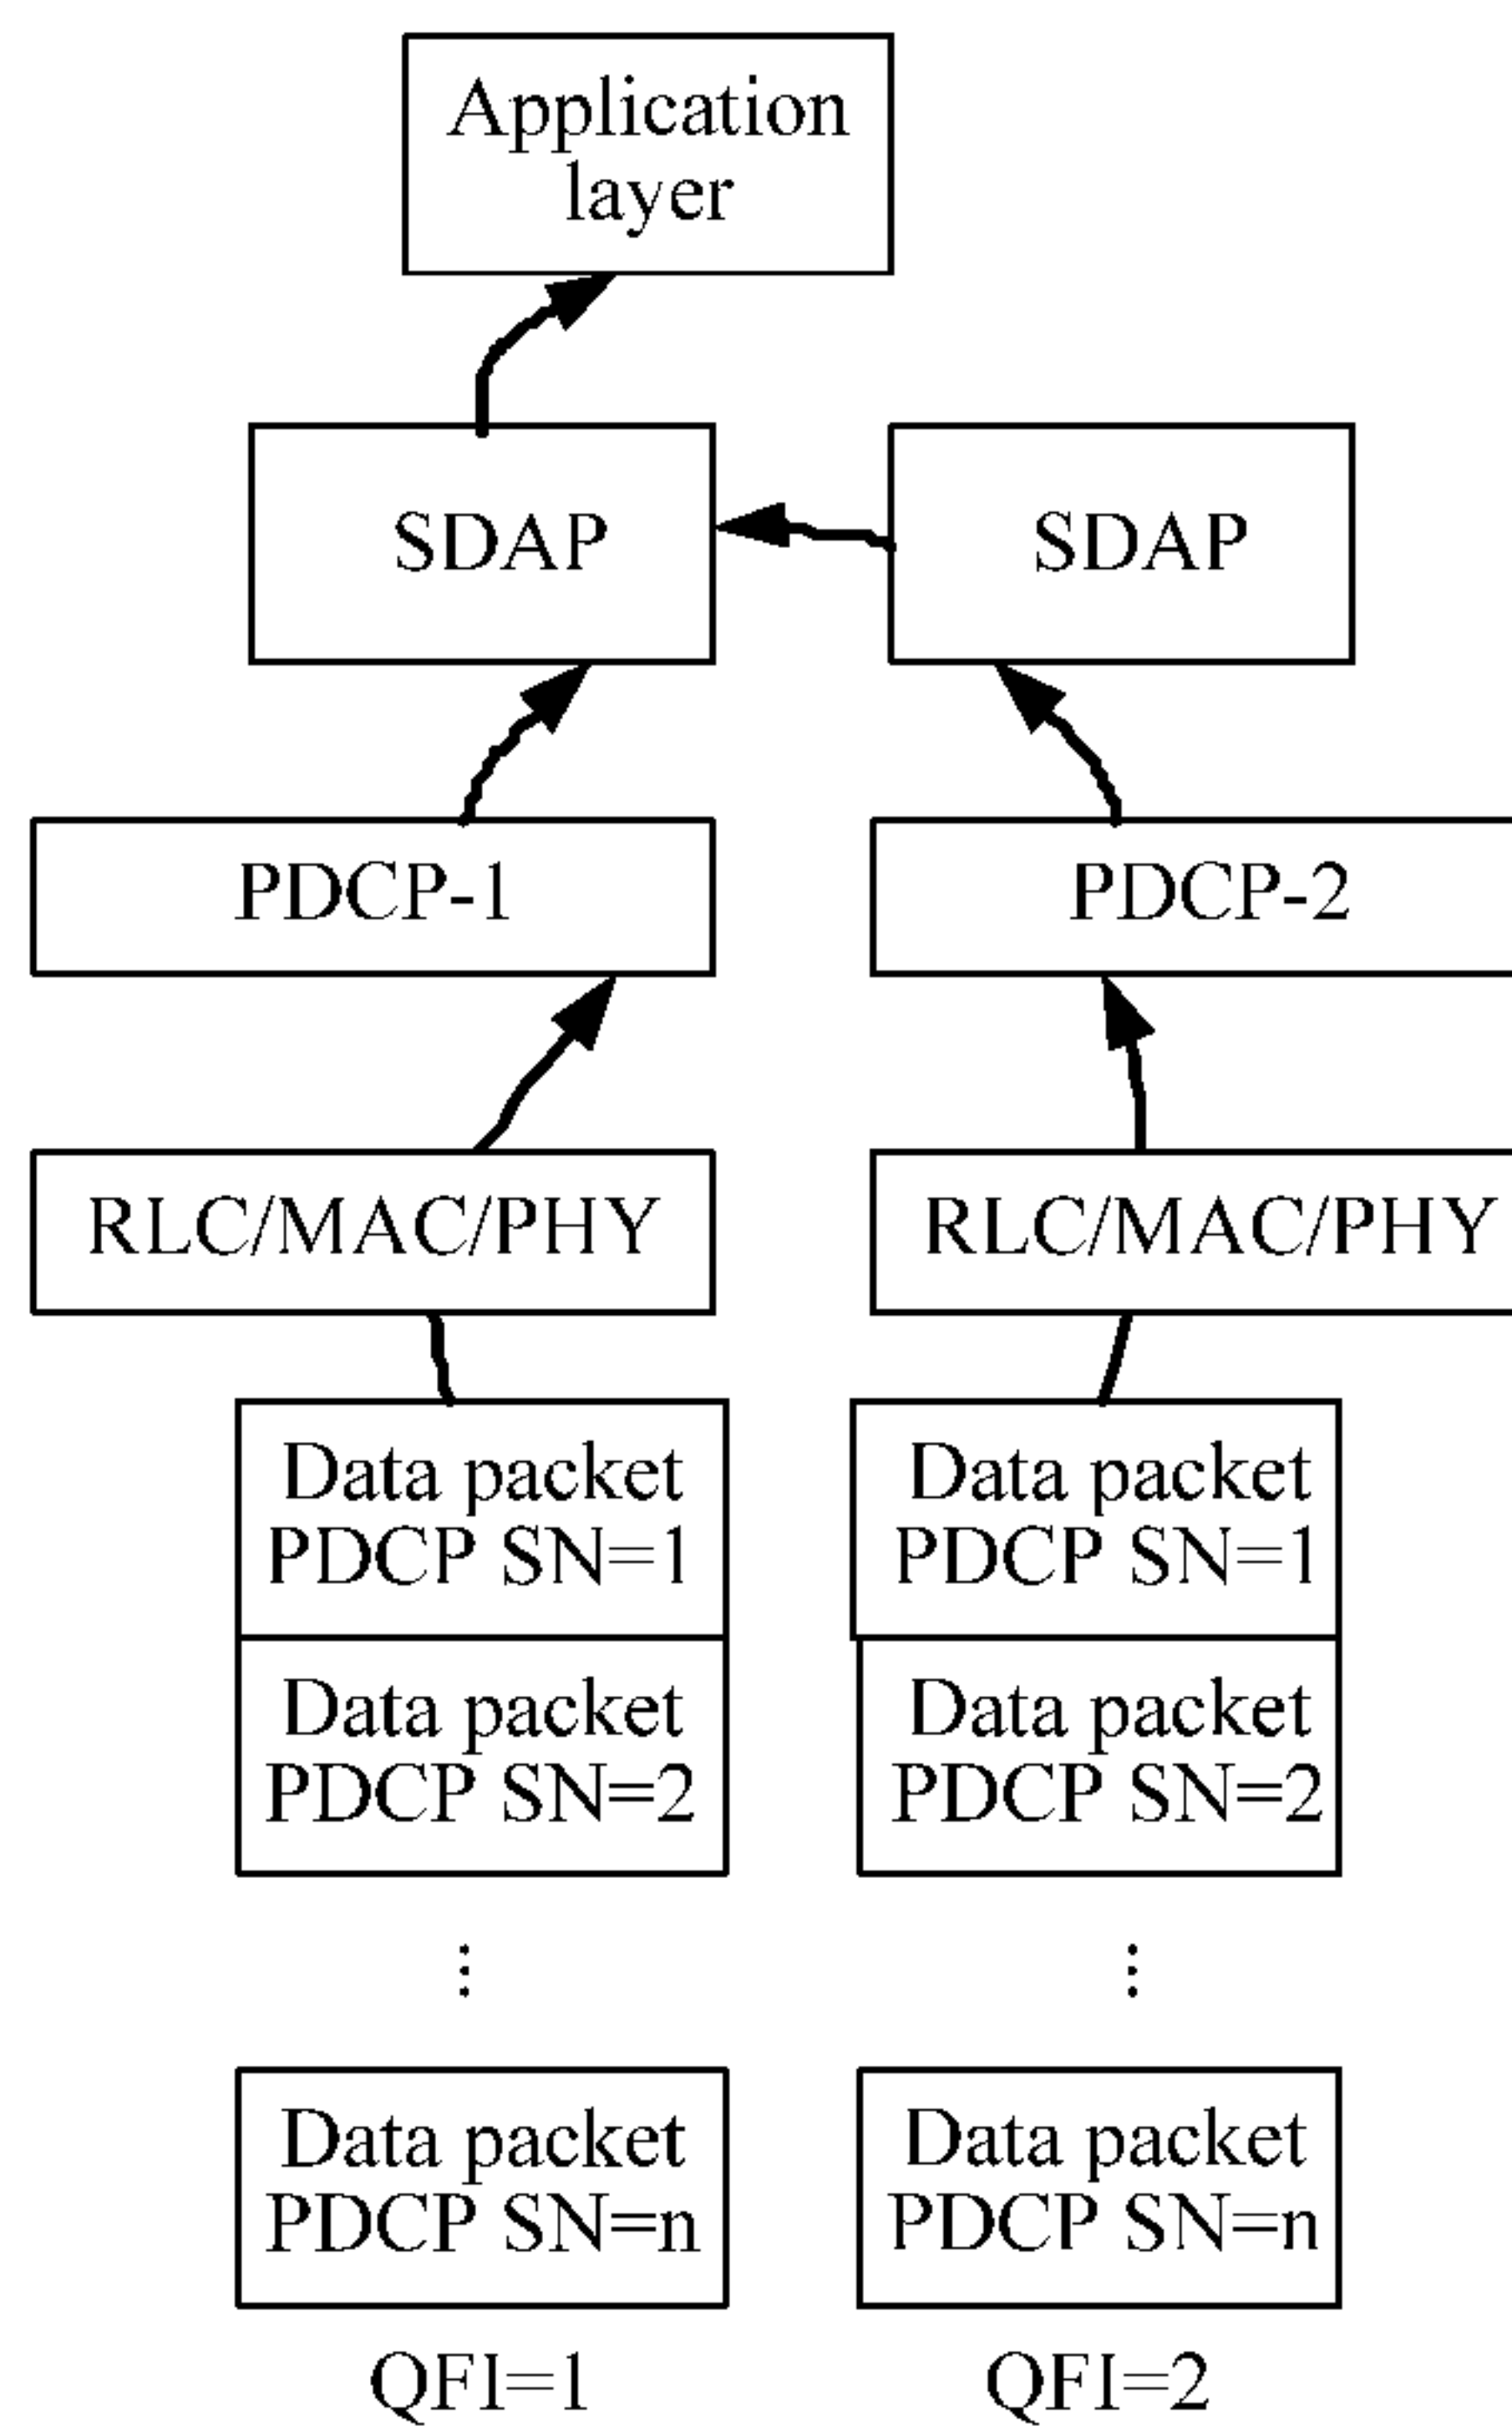 Application
layer
SDAP
SDAP
PDCP-1
PDCP-2
RLC/MAC/PHY
RLC/MAC/PHY
Data packet
PDCP SN=1
Data packet
PDCP SN=1
Data packet
PDCP SN=2
Data packet
PDCP SN=2
⋮
⋮
Data packet
PDCP SN=n
Data packet
PDCP SN=n
QFI=1
QFI=2